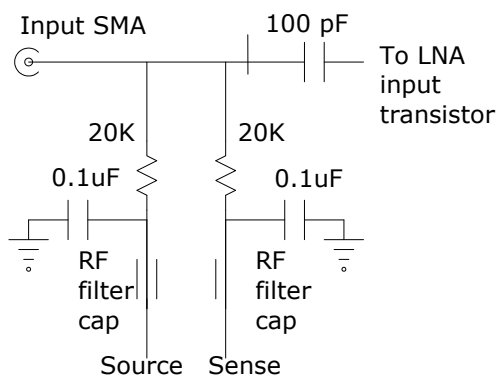 Input SMA
100 pF
To LNA
input
transistor
20K
20K
0.1uF
0.1uF
RF
filter
cap
RF
filter
cap
Source
Sense